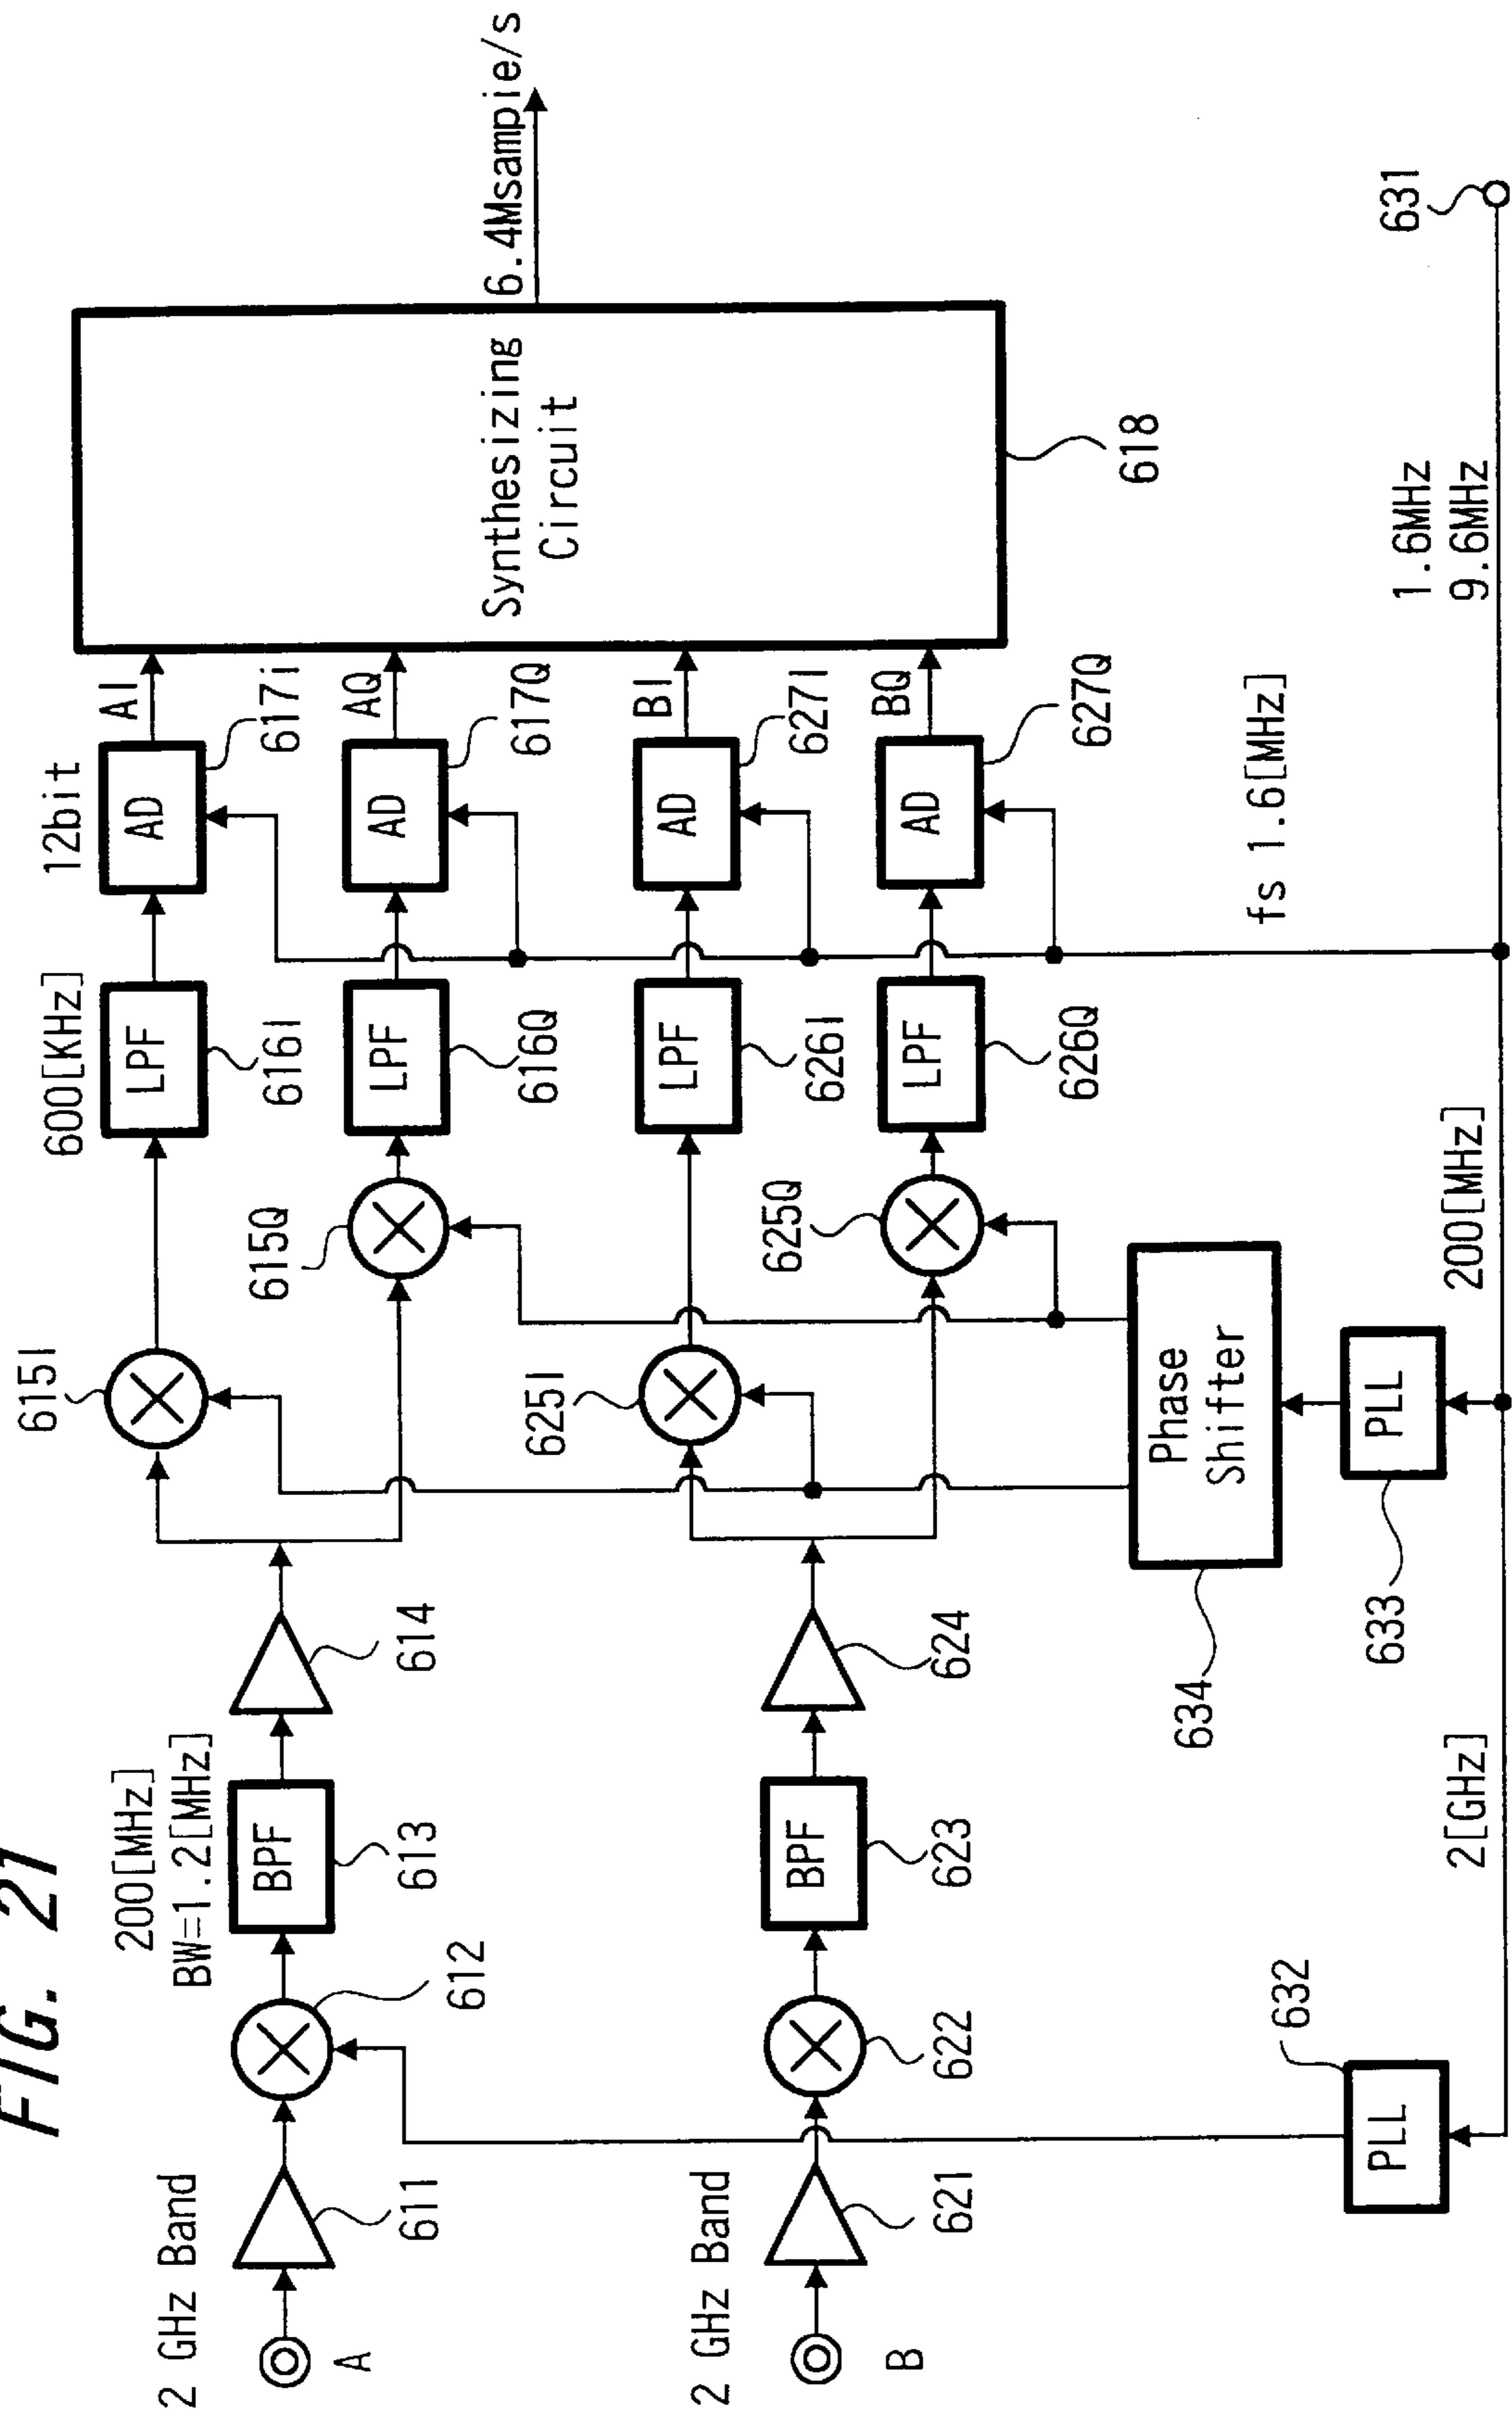 FIG. 21
2 GHz Band
A
611
612
200[MHz]
BW=1.2[MHz]
BPF
613
614
615I
615Q
600[KHz]
LPF
616I
LPF
616Q
12bit
AD
617i
AD
617Q
AI
AQ
2 GHz Band
B
621
622
BPF
623
624
625I
625Q
LPF
626I
LPF
626Q
AD
627I
AD
627Q
BI
BQ
Synthesizing
Circuit
618
6.4Msampie/s
PLL
632
2[GHz]
Phase
Shifter
634
PLL
633
200[MHz]
fs 1.6[MHz]
1.6MHz
9.6MHz
631